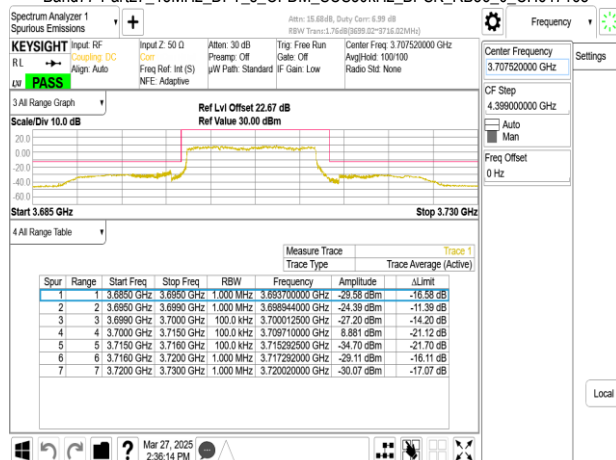 Spectrum Analyzer 1
Spurious Emissions
Attn: 15.68dB, Duty Corr: 6.99 dB
RBW Trans:1.76dB(3699.02~3716.02MHz)
Frequency
KEYSIGHT
Input: RF
Coupling: DC
Align: Auto
Input Z: 50 Ω
Corr
Freq Ref: Int (S)
NFE: Adaptive
Atten: 30 dB
Preamp: Off
µW Path: Standard
Trig: Free Run
Gate: Off
IF Gain: Low
Center Freq: 3.707520000 GHz
Avg|Hold: 100/100
Radio Std: None
RL
LXI PASS
Center Frequency
3.707520000 GHz
Settings
CF Step
4.399000000 GHz
Auto
Man
Freq Offset
0 Hz
3 All Range Graph
Scale/Div 10.0 dB
Ref Lvl Offset 22.67 dB
Ref Value 30.00 dBm
20.0
0.00
-20.0
-40.0
-60.0
Start 3.685 GHz
Stop 3.730 GHz
4 All Range Table
Measure Trace Trace 1
Trace Type Trace Average (Active)
Spur Range Start Freq Stop Freq RBW Frequency Amplitude ΔLimit
1 1 3.6850 GHz 3.6950 GHz 1.000 MHz 3.693700000 GHz -29.58 dBm -16.58 dB
2 2 3.6950 GHz 3.6990 GHz 1.000 MHz 3.698944000 GHz -24.39 dBm -11.39 dB
3 3 3.6990 GHz 3.7000 GHz 100.0 kHz 3.700012500 GHz -27.20 dBm -14.20 dB
4 4 3.7000 GHz 3.7150 GHz 100.0 kHz 3.709710000 GHz 8.881 dBm -21.12 dB
5 5 3.7150 GHz 3.7160 GHz 100.0 kHz 3.715292500 GHz -34.70 dBm -21.70 dB
6 6 3.7160 GHz 3.7200 GHz 1.000 MHz 3.717292000 GHz -29.11 dBm -16.11 dB
7 7 3.7200 GHz 3.7300 GHz 1.000 MHz 3.720020000 GHz -30.07 dBm -17.07 dB
Local
Mar 27, 2025
2:36:14 PM